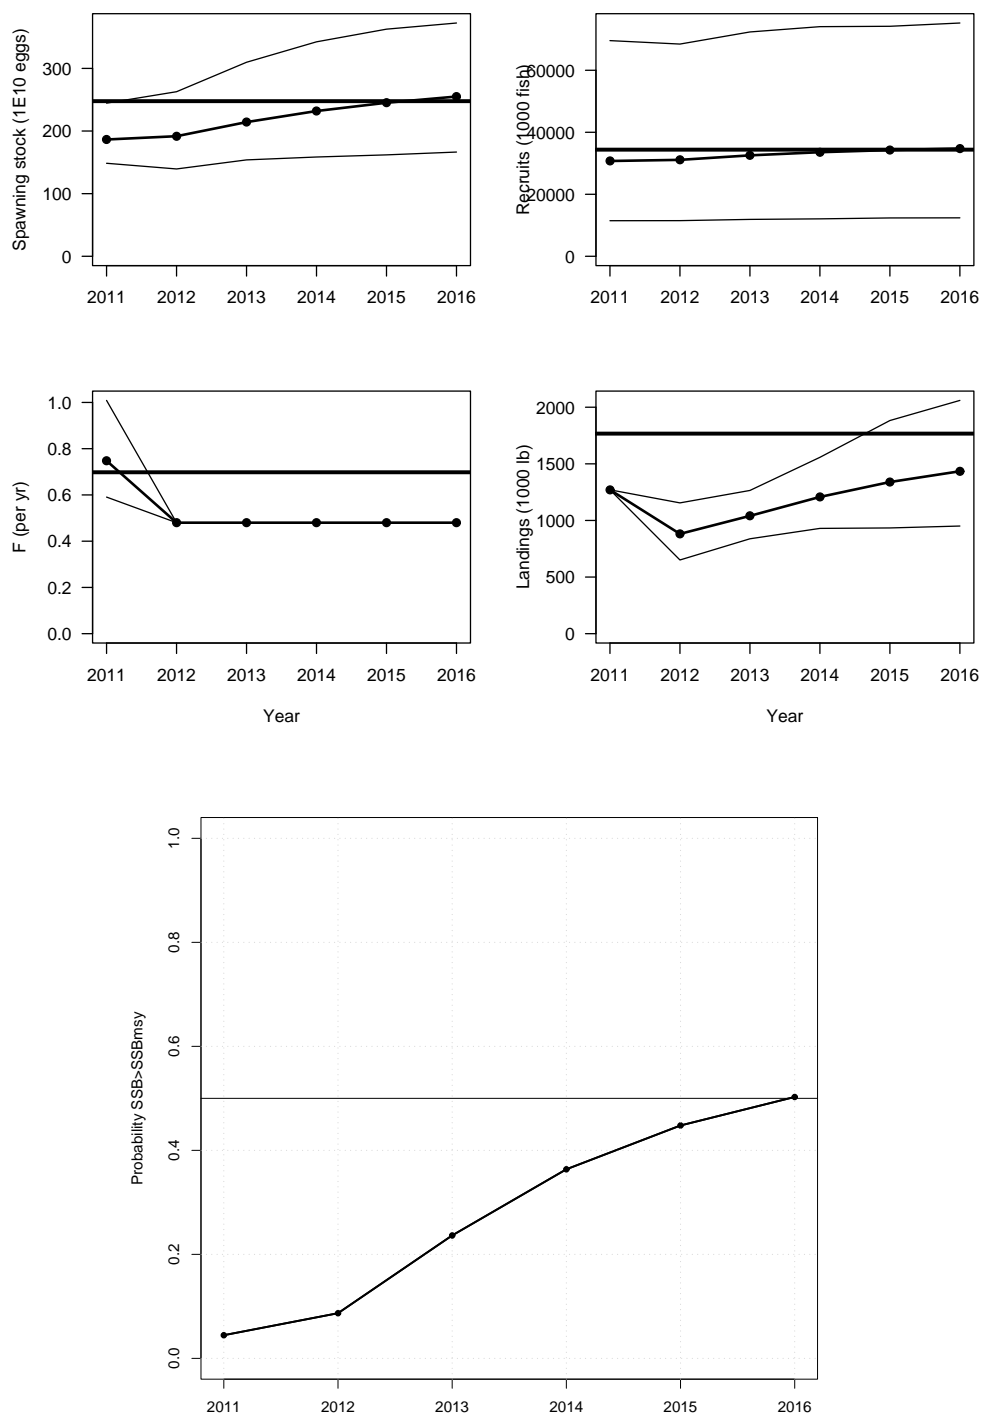 Spawning stock (1E10 eggs)
300
200
100
0
2011 2012 2013 2014 2015 2016
Recruits (1000 fish)
60000
40000
20000
0
2011 2012 2013 2014 2015 2016
F (per yr)
1.0
0.8
0.6
0.4
0.2
0.0
2011 2012 2013 2014 2015 2016
Year
Landings (1000 lb)
2000
1500
1000
500
0
2011 2012 2013 2014 2015 2016
Year
Probability SSB>SSBmsy
1.0
0.8
0.6
0.4
0.2
0.0
2011 2012 2013 2014 2015 2016